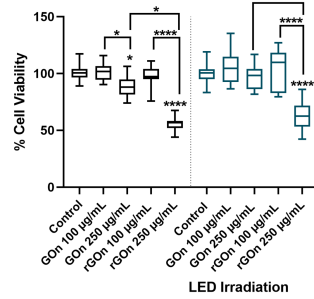 % Cell Viability
150
100
50
0
*
*
****
*
****
****
****
Control
GOn 100 µg/mL
GOn 250 µg/mL
rGOn 100 µg/mL
rGOn 250 µg/mL
Control
GOn 100 µg/mL
GOn 250 µg/mL
rGOn 100 µg/mL
rGOn 250 µg/mL
LED Irradiation